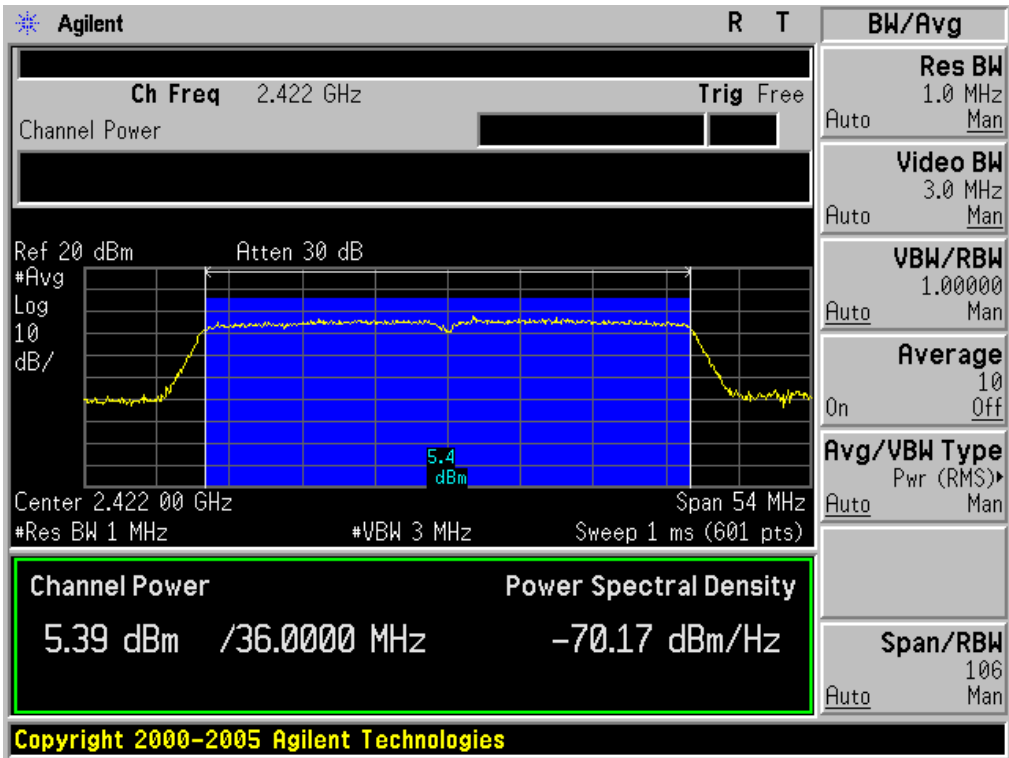 Agilent R T
Ch Freq 2.422 GHz Trig Free
Channel Power
Ref 20 dBm Atten 30 dB
#Avg
Log
10
dB/
5.4
dBm
Center 2.422 00 GHz Span 54 MHz
#Res BW 1 MHz #VBW 3 MHz Sweep 1 ms (601 pts)
Channel Power Power Spectral Density
5.39 dBm /36.0000 MHz -70.17 dBm/Hz
Copyright 2000-2005 Agilent Technologies
BW/Avg
Res BW
1.0 MHz
Auto Man
Video BW
3.0 MHz
Auto Man
VBW/RBW
1.00000
Auto Man
Average
10
On Off
Avg/VBW Type
Pwr (RMS)▸
Auto Man
Span/RBW
106
Auto Man